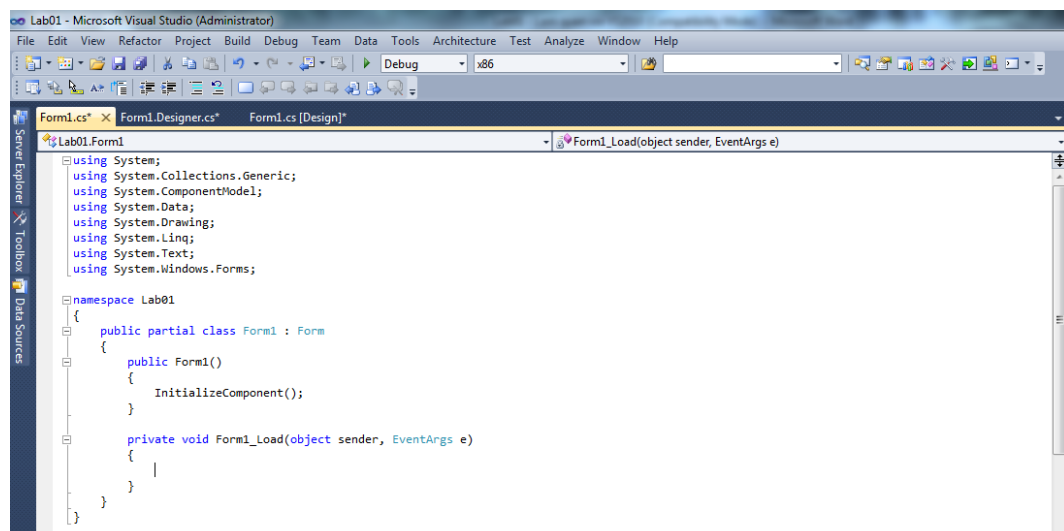 Lab01 - Microsoft Visual Studio (Administrator)
File Edit View Refactor Project Build Debug Team Data Tools Architecture Test Analyze Window Help
Debug x86
Form1.cs* Form1.Designer.cs* Form1.cs [Design]*
Lab01.Form1 Form1_Load(object sender, EventArgs e)
Server Explorer
Toolbox
Data Sources
using System;
using System.Collections.Generic;
using System.ComponentModel;
using System.Data;
using System.Drawing;
using System.Linq;
using System.Text;
using System.Windows.Forms;
namespace Lab01
{
public partial class Form1 : Form
{
public Form1()
{
InitializeComponent();
}
private void Form1_Load(object sender, EventArgs e)
{
}
}
}